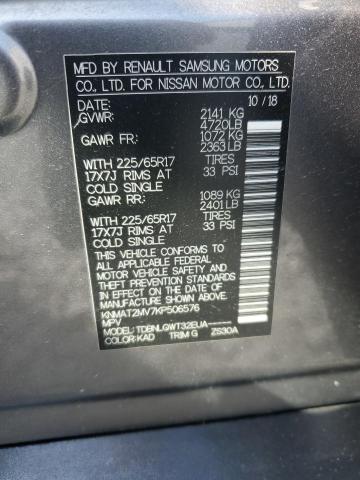 MFD BY RENAULT SAMSUNG MOTORS
CO., LTD. FOR NISSAN MOTOR CO., LTD.
DATE: 10 / 18
GVWR: 2141 KG
4720LB
GAWR FR: 1072 KG
2363 LB
WITH 225/65R17 TIRES
17X7J RIMS AT 33 PSI
COLD SINGLE
GAWR RR: 1089 KG
2401 LB
WITH 225/65R17 TIRES
17X7J RIMS AT 33 PSI
COLD SINGLE
THIS VEHICLE CONFORMS TO
ALL APPLICABLE FEDERAL
MOTOR VEHICLE SAFETY, BUMPER,
AND THEFT PREVENTION STANDARDS
IN EFFECT ON THE DATE OF
MANUFACTURE SHOWN ABOVE.
KNMAT2MV7KP506576
MPV
MODEL: TDBNLGWT32EUA-----
COLOR: KAD TRIM G ZS30A